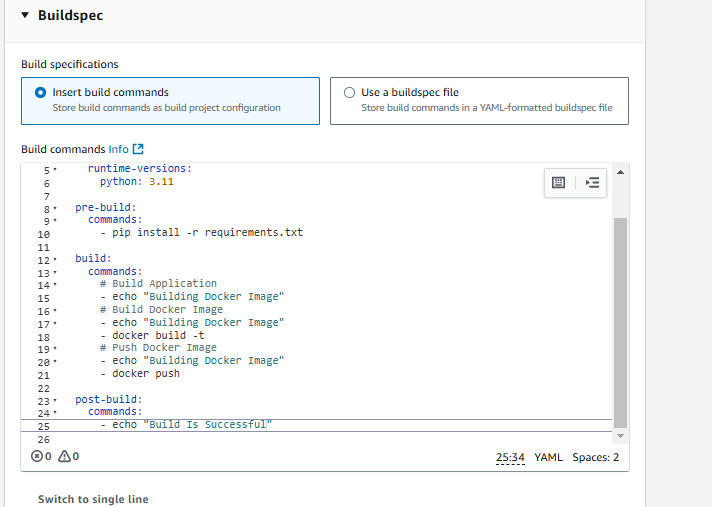 Buildspec
Build specifications
Insert build commands
Store build commands as build project configuration
Use a buildspec file
Store build commands in a YAML-formatted buildspec file
Build commands Info
5 runtime-versions:
6 python: 3.11
7
8 pre-build:
9 commands:
10 - pip install -r requirements.txt
11
12 build:
13 commands:
14 # Build Application
15 - echo "Building Docker Image"
16 # Build Docker Image
17 - echo "Building Docker Image"
18 - docker build -t
19 # Push Docker Image
20 - echo "Building Docker Image"
21 - docker push
22
23 post-build:
24 commands:
25 - echo "Build Is Successful"
26
0 0 25:34 YAML Spaces: 2
Switch to single line